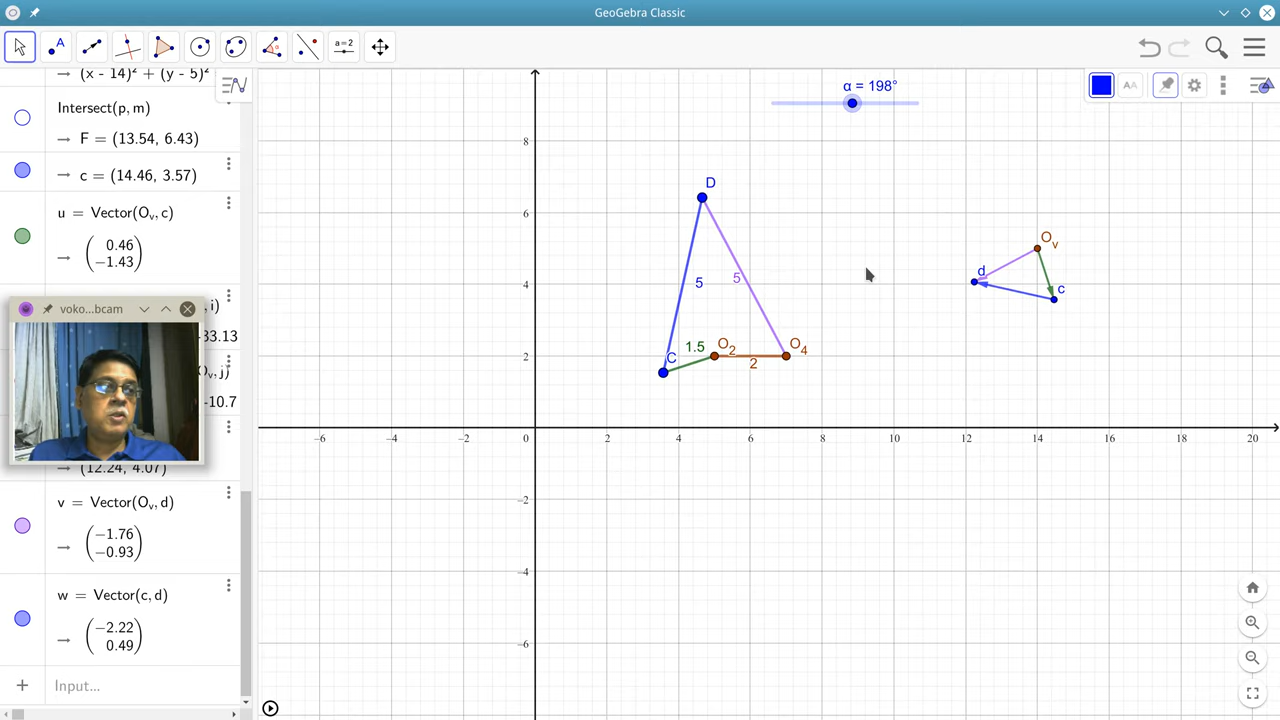 GeoGebra Classic
A
α
a=2
→ (x - 14)² + (y - 5)²
Intersect(p, m)
→ F = (13.54, 6.43)
→ c = (14.46, 3.57)
u = Vector(Oᵥ, c)
0.46
→ −1.43
, i)
voko...bcam
33.13
, j)
-10.7
(12.24, 4.07)
v = Vector(Oᵥ, d)
−1.76
→ −0.93
w = Vector(c, d)
−2.22
→ 0.49
+ Input...
α = 198°
AA
D
5
5
1.5
C
O₂
O₄
2
Oᵥ
d
c
8
6
4
2
−2
−4
−6
−6 −4 −2 0 2 4 6 8 10 12 14 16 18 20